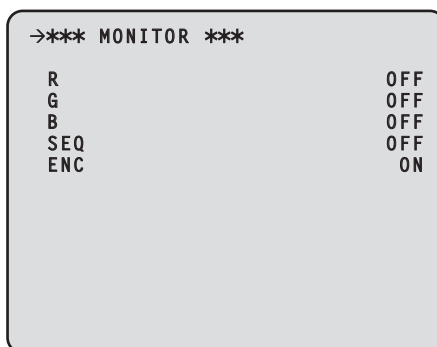 →*** MONITOR ***
R OFF
G OFF
B OFF
SEQ OFF
ENC ON